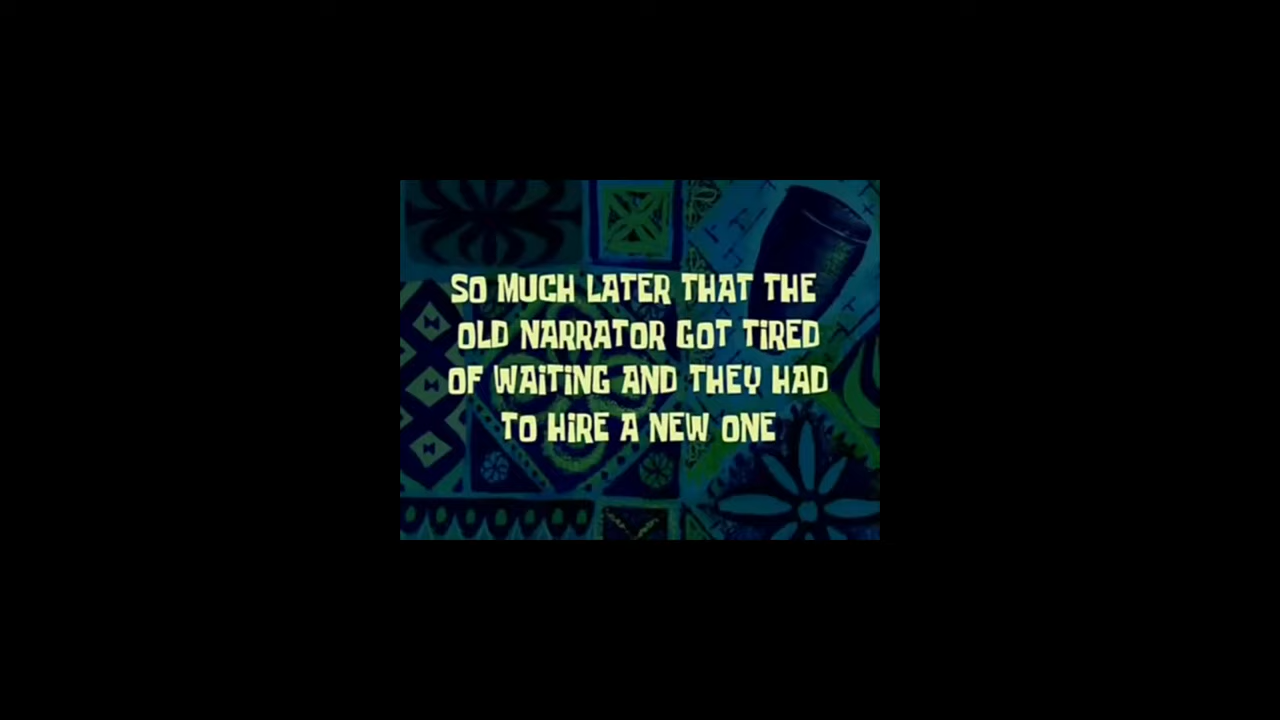 SO MUCH LATER THAT THE
OLD NARRATOR GOT TiRED
OF WAiTiNG AND THEY HAD
TO HiRE A NEW ONE